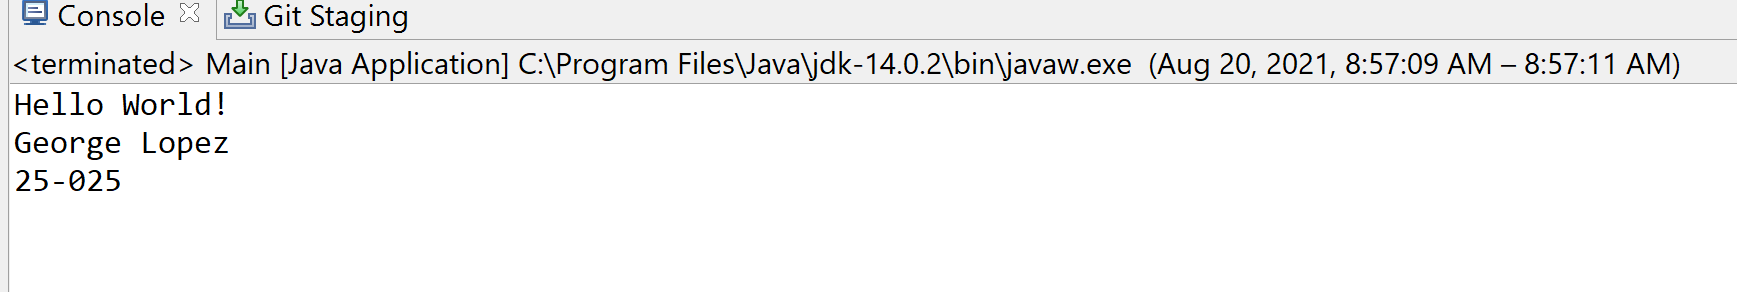 Console Git Staging
<terminated> Main [Java Application] C:\Program Files\Java\jdk-14.0.2\bin\javaw.exe (Aug 20, 2021, 8:57:09 AM – 8:57:11 AM)
Hello World!
George Lopez
25-025